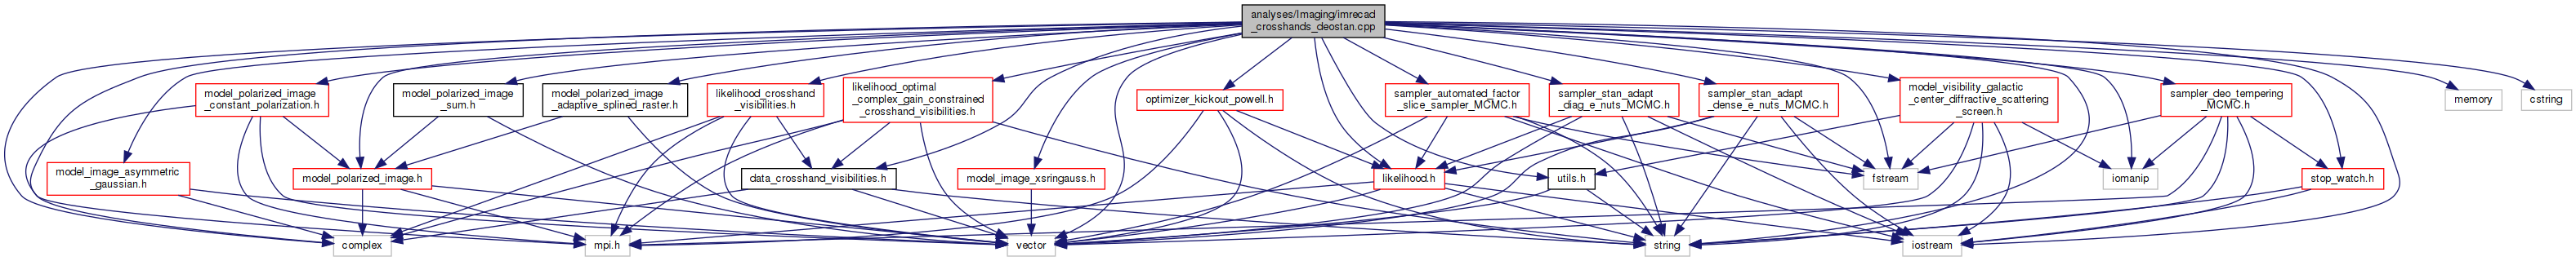 analyses/Imaging/imrecad
_crosshands_deostan.cpp
model_polarized_image
_constant_polarization.h
model_polarized_image
_sum.h
model_polarized_image
_adaptive_splined_raster.h
likelihood_crosshand
_visibilities.h
likelihood_optimal
_complex_gain_constrained
_crosshand_visibilities.h
optimizer_kickout_powell.h
sampler_automated_factor
_slice_sampler_MCMC.h
sampler_stan_adapt
_diag_e_nuts_MCMC.h
sampler_stan_adapt
_dense_e_nuts_MCMC.h
model_visibility_galactic
_center_diffractive_scattering
_screen.h
sampler_deo_tempering
_MCMC.h
memory
cstring
model_image_asymmetric
_gaussian.h
model_polarized_image.h
data_crosshand_visibilities.h
model_image_xsringauss.h
likelihood.h
utils.h
fstream
iomanip
stop_watch.h
complex
mpi.h
vector
string
iostream